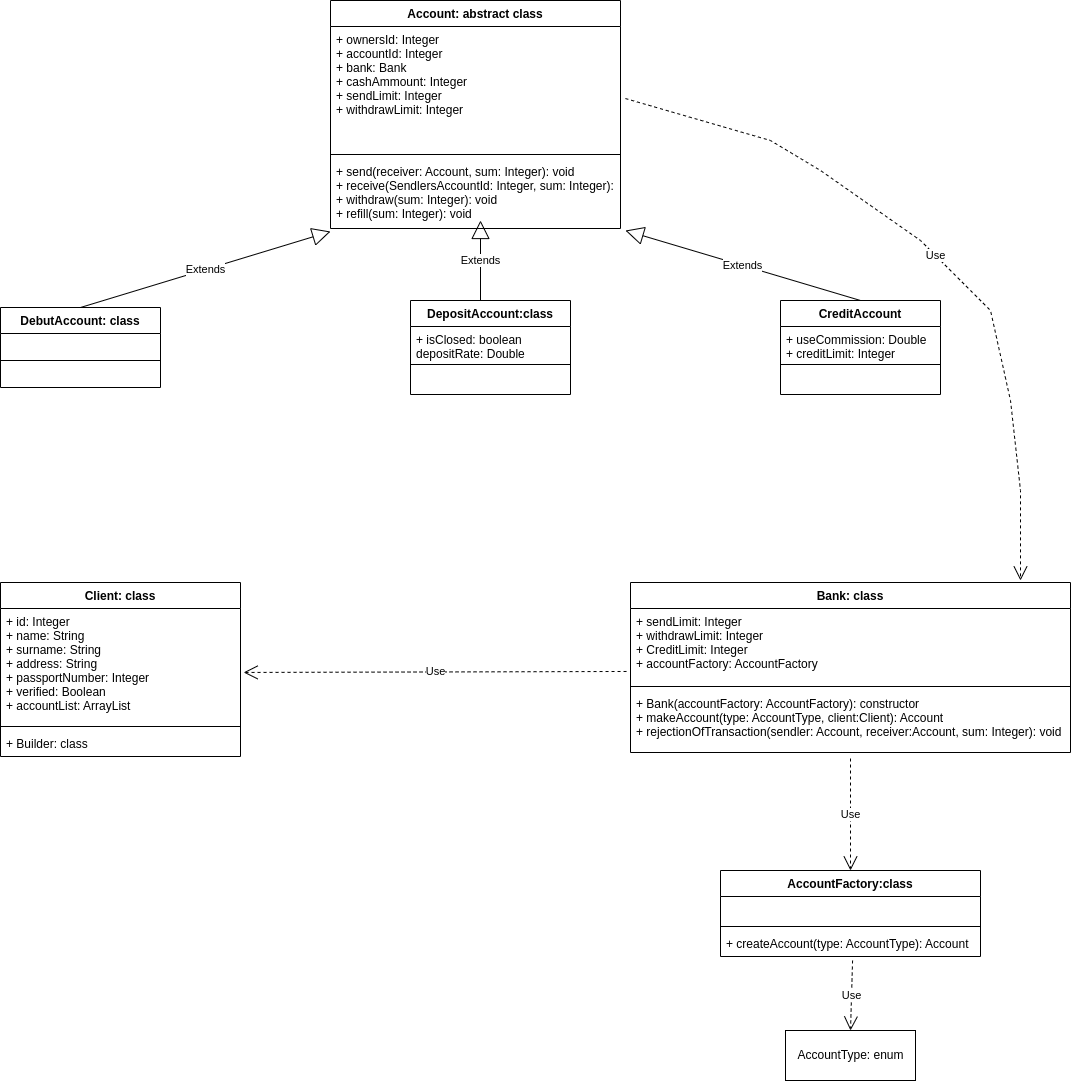 Account: abstract class
+ ownersId: Integer
+ accountId: Integer
+ bank: Bank
+ cashAmmount: Integer
+ sendLimit: Integer
+ withdrawLimit: Integer
+ send(receiver: Account, sum: Integer): void
+ receive(SendlersAccountId: Integer, sum: Integer):
+ withdraw(sum: Integer): void
+ refill(sum: Integer): void
Use
Extends
Extends
Extends
DebutAccount: class
DepositAccount:class
+ isClosed: boolean
depositRate: Double
CreditAccount
+ useCommission: Double
+ creditLimit: Integer
Client: class
+ id: Integer
+ name: String
+ surname: String
+ address: String
+ passportNumber: Integer
+ verified: Boolean
+ accountList: ArrayList
+ Builder: class
Use
Bank: class
+ sendLimit: Integer
+ withdrawLimit: Integer
+ CreditLimit: Integer
+ accountFactory: AccountFactory
+ Bank(accountFactory: AccountFactory): constructor
+ makeAccount(type: AccountType, client:Client): Account
+ rejectionOfTransaction(sendler: Account, receiver:Account, sum: Integer): void
Use
AccountFactory:class
+ createAccount(type: AccountType): Account
Use
AccountType: enum